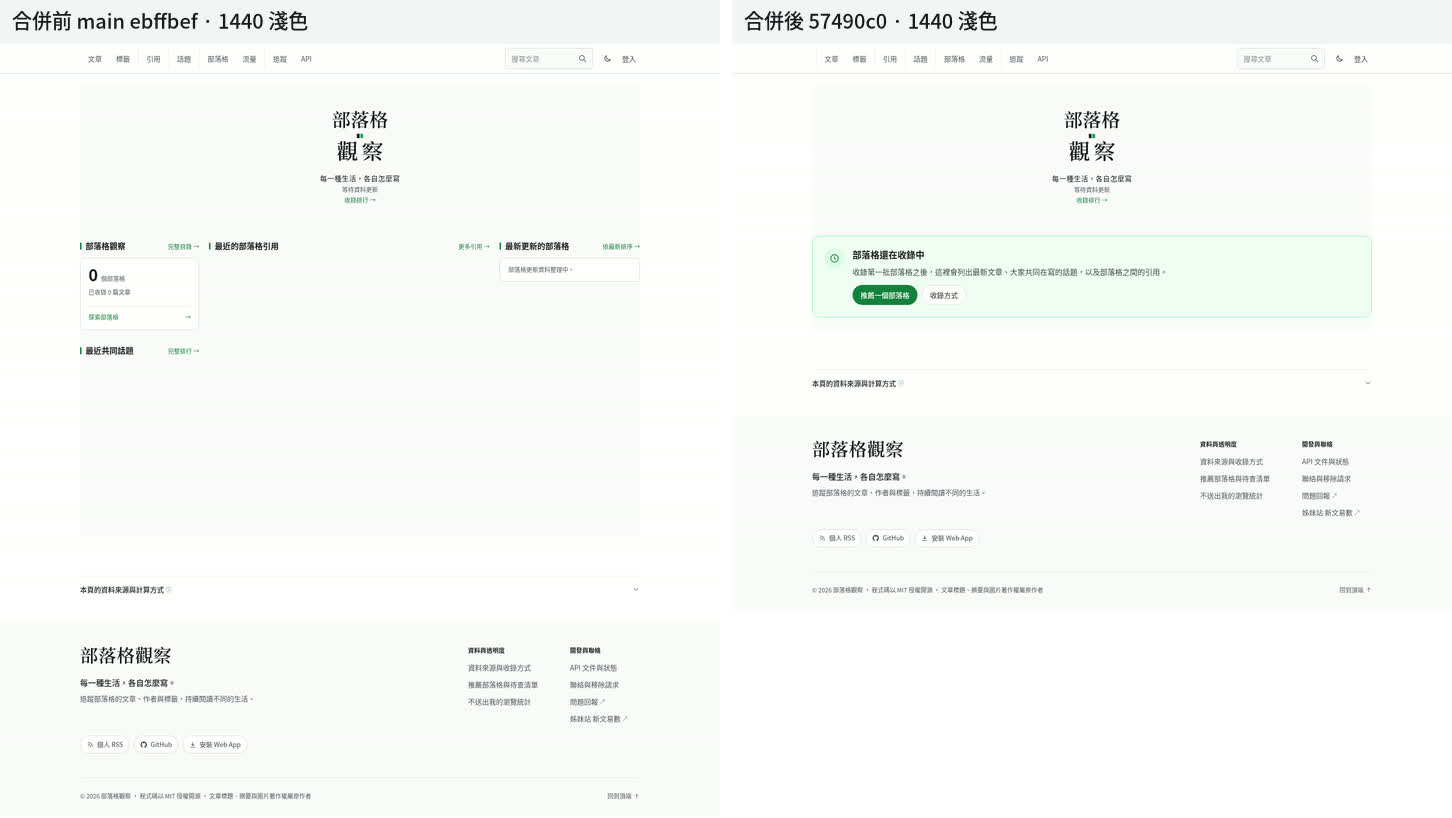 合併前 main ebffbef · 1440 淺色
文章 標籤 引用 話題 部落格 流量 追蹤 API 搜尋文章 登入
部落格
觀察
每一種生活，各自怎麼寫
等待資料更新
收錄排行 →
部落格觀察 完整目錄 → 最近的部落格引用 更多引用 → 最新更新的部落格 依最新排序 →
0 個部落格
已收錄 0 篇文章
探索部落格 →
部落格更新資料整理中。
最近共同話題 完整排行 →
本頁的資料來源與計算方式
部落格觀察
每一種生活，各自怎麼寫。
追蹤部落格的文章、作者與標籤，持續閱讀不同的生活。
個人 RSS GitHub 安裝 Web App
資料與透明度
資料來源與收錄方式
推薦部落格與待查清單
不送出我的瀏覽統計
開發與聯絡
API 文件與狀態
聯絡與移除請求
問題回報 ↗
姊妹站 新文易數 ↗
© 2026 部落格觀察 · 程式碼以 MIT 授權開源 · 文章標題、摘要與圖片著作權屬原作者 回到頂端 ↑
合併後 57490c0 · 1440 淺色
文章 標籤 引用 話題 部落格 流量 追蹤 API 搜尋文章 登入
部落格
觀察
每一種生活，各自怎麼寫
等待資料更新
收錄排行 →
部落格還在收錄中
收錄第一批部落格之後，這裡會列出最新文章、大家共同在寫的話題，以及部落格之間的引用。
推薦一個部落格 收錄方式
本頁的資料來源與計算方式
部落格觀察
每一種生活，各自怎麼寫。
追蹤部落格的文章、作者與標籤，持續閱讀不同的生活。
個人 RSS GitHub 安裝 Web App
資料與透明度
資料來源與收錄方式
推薦部落格與待查清單
不送出我的瀏覽統計
開發與聯絡
API 文件與狀態
聯絡與移除請求
問題回報 ↗
姊妹站 新文易數 ↗
© 2026 部落格觀察 · 程式碼以 MIT 授權開源 · 文章標題、摘要與圖片著作權屬原作者 回到頂端 ↑